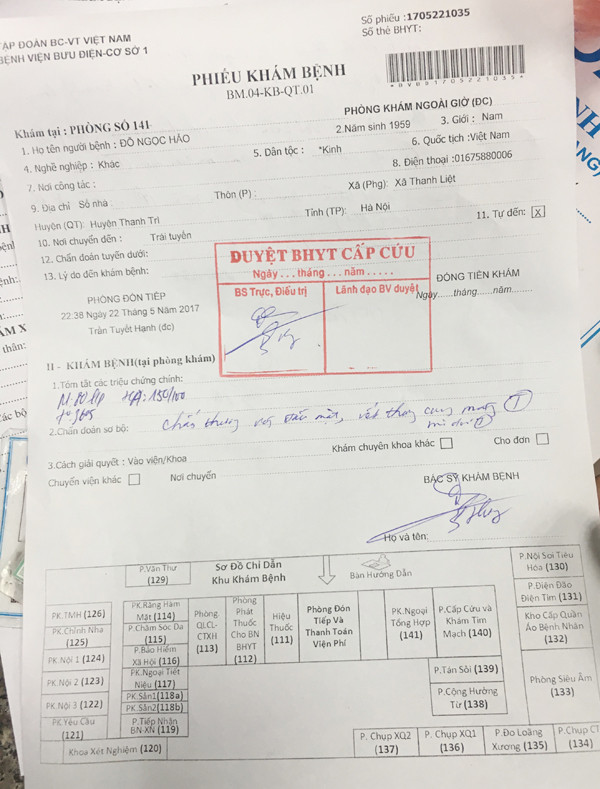 TẬP ĐOÀN BC-VT VIỆT NAM
BỆNH VIỆN BƯU ĐIỆN-CƠ SỞ 1
Số phiếu :1705221035
Số thẻ BHYT:
PHIẾU KHÁM BỆNH
BM.04-KB-QT.01
*BVBD1705221035*
Khám tại : PHÒNG SỐ 141
PHÒNG KHÁM NGOÀI GIỜ (ĐC)
1. Họ tên người bệnh : ĐỖ NGỌC HẢO
2.Năm sinh 1959
3. Giới : Nam
4. Nghề nghiệp : Khác
5. Dân tộc : *Kinh
6. Quốc tịch :Việt Nam
7. Nơi công tác :
8. Điện thoại :01675880006
9. Địa chỉ Số nhà :
Thôn (P) :
Xã (Phg): Xã Thanh Liệt
Huyện (QT): Huyện Thanh Trì
Tỉnh (TP): Hà Nội
10. Nơi chuyển đến : Trái tuyến
11. Tự đến: X
12. Chẩn đoán tuyến dưới:
13. Lý do đến khám bệnh:
DUYỆT BHYT CẤP CỨU
Ngày...tháng...năm.....
BS Trực, Điều trị
Lãnh đạo BV duyệt
PHÒNG ĐÓN TIẾP
22:38 Ngày 22 Tháng 5 Năm 2017
Trần Tuyết Hạnh (đc)
ĐỒNG TIỀN KHÁM
Ngày......tháng......năm........
II - KHÁM BỆNH(tại phòng khám)
1.Tóm tắt các triệu chứng chính:
HA: 150/100
2.Chẩn đoán sơ bộ:
Chấn thương vùng mặt, vết thương cung mày
3.Cách giải quyết : Vào viện/Khoa
Khám chuyên khoa khác
Cho đơn
Chuyển viện khác
Nơi chuyển
BÁC SỸ KHÁM BỆNH
Họ và tên:
P.Văn Thư (129)
Sơ Đồ Chỉ Dẫn
Khu Khám Bệnh
Bàn Hướng Dẫn
P.Nội Soi Tiêu Hóa (130)
P.Điện Đào Điện Tim (131)
Kho Cấp Quần Áo Bệnh Nhân (132)
Phòng Siêu Âm (133)
PK.TMH (126)
PK.Chỉnh Nha (125)
PK.Nội 1 (124)
PK.Nội 2 (123)
PK.Nội 3 (122)
PK.Yêu Cầu (121)
Khoa Xét Nghiệm (120)
PK.Răng Hàm Mặt (114)
P.Chăm Sóc Da (115)
P.Bảo Hiểm Xã Hội (116)
PK.Ngoại Tiết Niệu (117)
PK.Sản1(118a)
PK.Sản2(118b)
P.Tiếp Nhận BN-XN (119)
Phòng QLCL-CTXH (113)
Phòng Phát Thuốc Cho BN BHYT (112)
Hiệu Thuốc (111)
Phòng Đón Tiếp Và Thanh Toán Viện Phí
PK.Ngoại Tổng Hợp (141)
P.Cấp Cứu và Khám Tim Mạch (140)
P.Tán Sỏi (139)
P.Cộng Hưởng Từ (138)
P. Chụp XQ2 (137)
P. Chụp XQ1 (136)
P.Đo Loãng Xương (135)
P.Chụp CT (134)